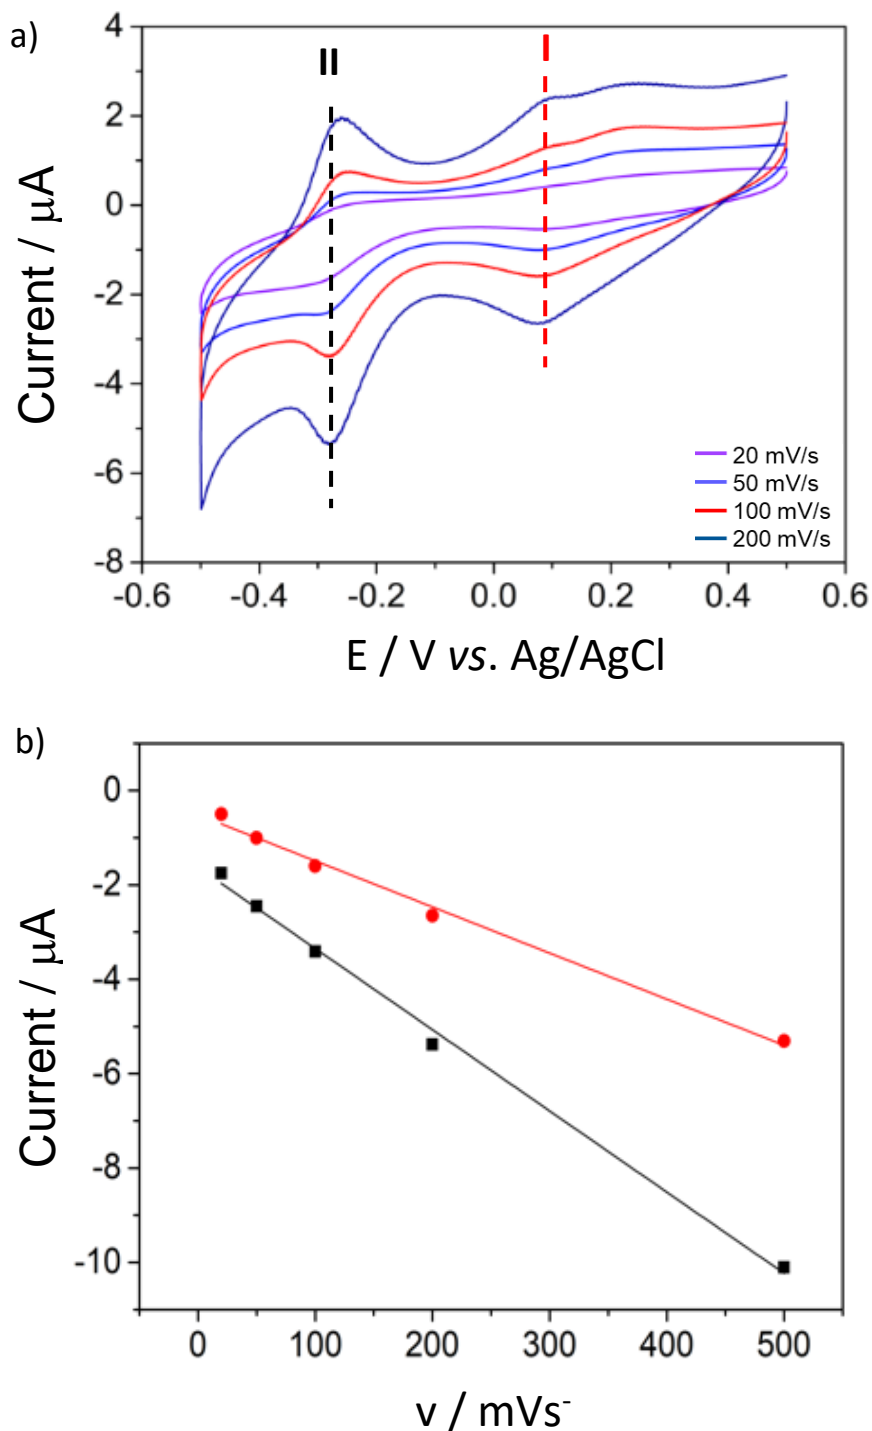 a)
II
I
4
2
0
-2
-4
-6
-8
Current / μA
20 mV/s
50 mV/s
100 mV/s
200 mV/s
-0.6 -0.4 -0.2 0.0 0.2 0.4 0.6
E / V vs. Ag/AgCl
b)
0
-2
-4
-6
-8
-10
Current / μA
0 100 200 300 400 500
v / mVs⁻